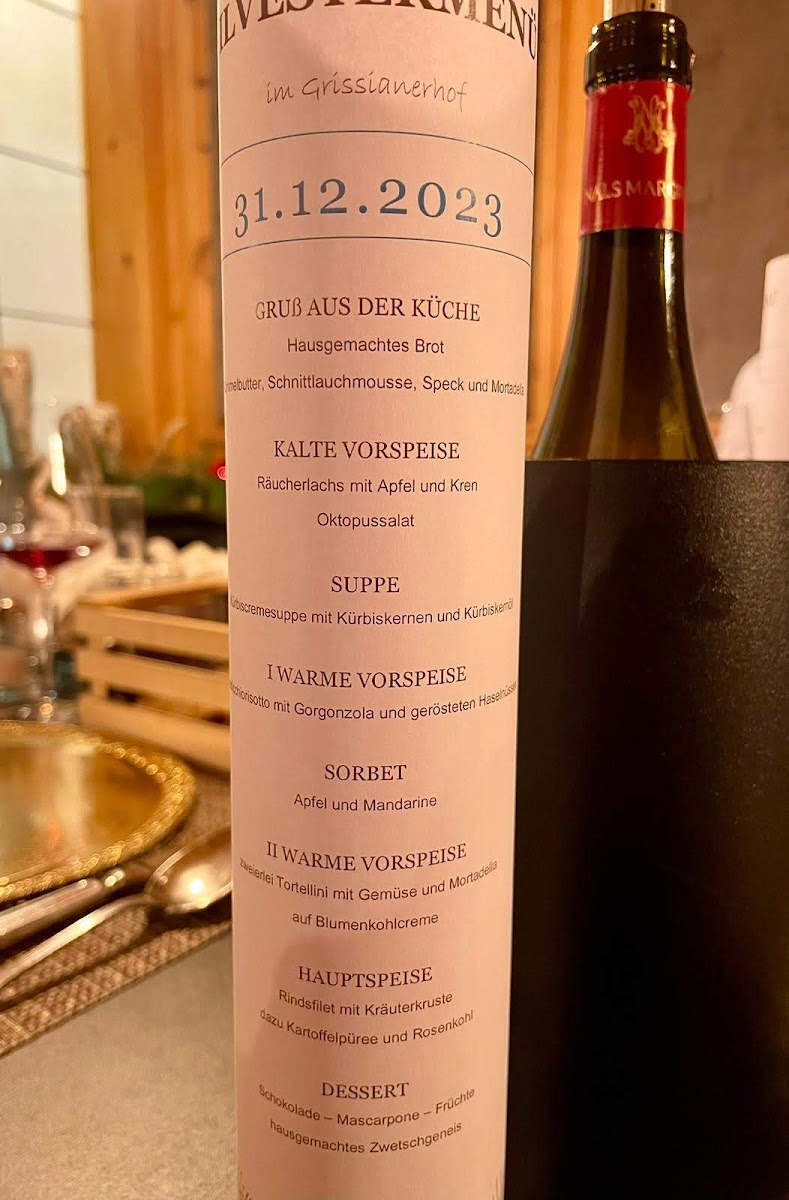 im Grissianerhof
31.12.2023
GRUß AUS DER KÜCHE
Hausgemachtes Brot
Schnittlauchmousse, Speck und Mortadella
KALTE VORSPEISE
Räucherlachs mit Apfel und Kren
Oktopussalat
SUPPE
Kürbiscremesuppe mit Kürbiskernen und Kürbiskernöl
I WARME VORSPEISE
mit Gorgonzola und gerösteten Haselnüssen
SORBET
Apfel und Mandarine
II WARME VORSPEISE
zweierlei Tortellini mit Gemüse und Mortadella
auf Blumenkohlcreme
HAUPTSPEISE
Rindsfilet mit Kräuterkruste
dazu Kartoffelpüree und Rosenkohl
DESSERT
Schokolade – Mascarpone – Früchte
hausgemachtes Zwetschgeneis
NALS